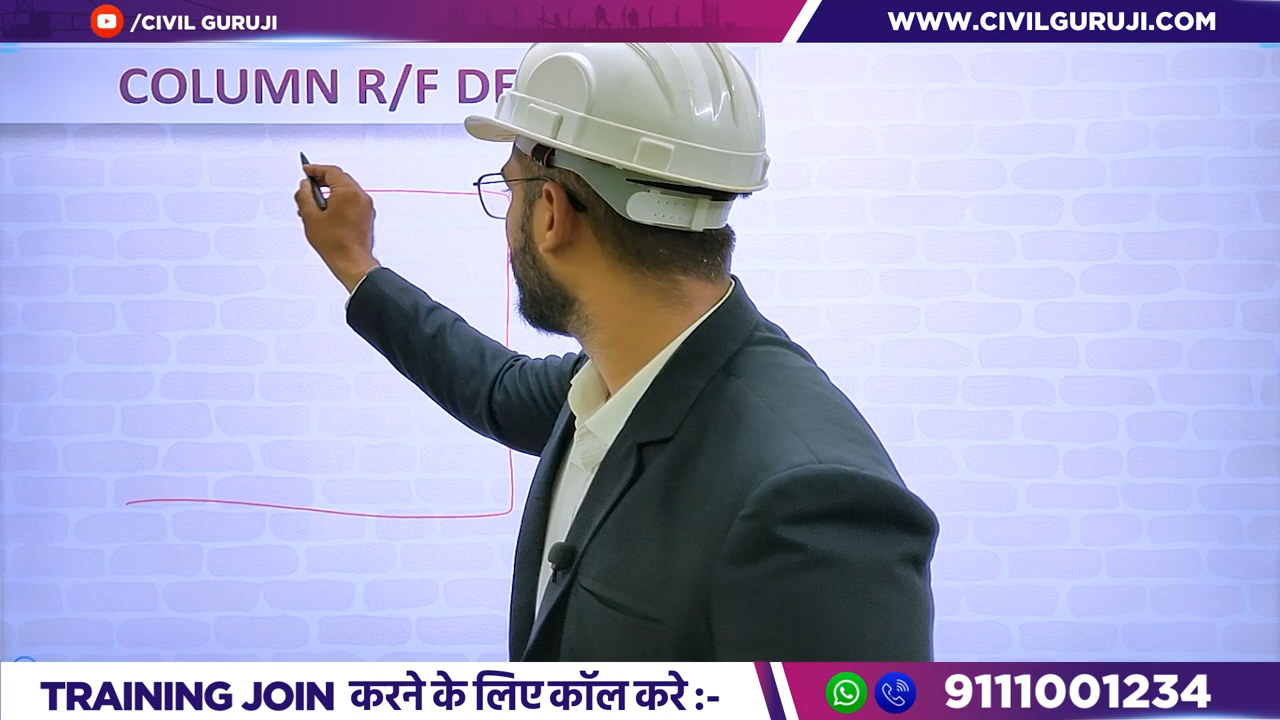 /CIVIL GURUJI
WWW.CIVILGURUJI.COM
COLUMN R/F DE
TRAINING JOIN करने के लिए कॉल करे :-
9111001234